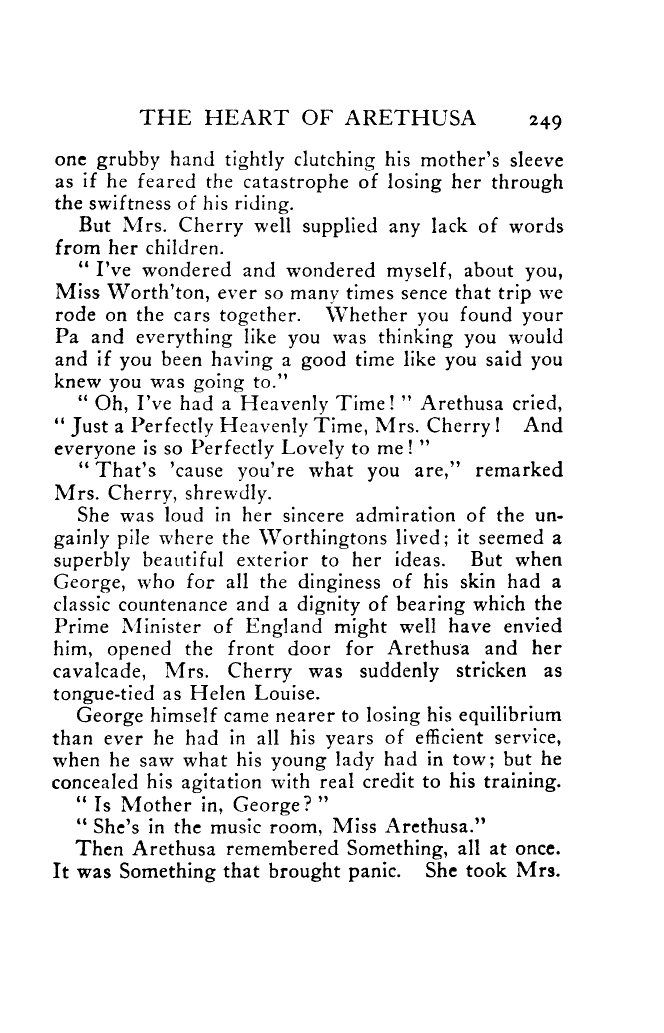 THE HEART OF ARETHUSA 249
one grubby hand tightly clutching his mother's sleeve
as if he feared the catastrophe of losing her through
the swiftness of his riding.
But Mrs. Cherry well supplied any lack of words
from her children.
" I've wondered and wondered myself, about you,
Miss Worth'ton, ever so many times sence that trip we
rode on the cars together. Whether you found your
Pa and everything like you was thinking you would
and if you been having a good time like you said you
knew you was going to."
" Oh, I've had a Heavenly Time! " Arethusa cried,
" Just a Perfectly Heavenly Time, Mrs. Cherry! And
everyone is so Perfectly Lovely to me! "
" That's 'cause you're what you are," remarked
Mrs. Cherry, shrewdly.
She was loud in her sincere admiration of the un-
gainly pile where the Worthingtons lived; it seemed a
superbly beautiful exterior to her ideas. But when
George, who for all the dinginess of his skin had a
classic countenance and a dignity of bearing which the
Prime Minister of England might well have envied
him, opened the front door for Arethusa and her
cavalcade, Mrs. Cherry was suddenly stricken as
tongue-tied as Helen Louise.
George himself came nearer to losing his equilibrium
than ever he had in all his years of efficient service,
when he saw what his young lady had in tow; but he
concealed his agitation with real credit to his training.
" Is Mother in, George? "
" She's in the music room, Miss Arethusa."
Then Arethusa remembered Something, all at once.
It was Something that brought panic. She took Mrs.